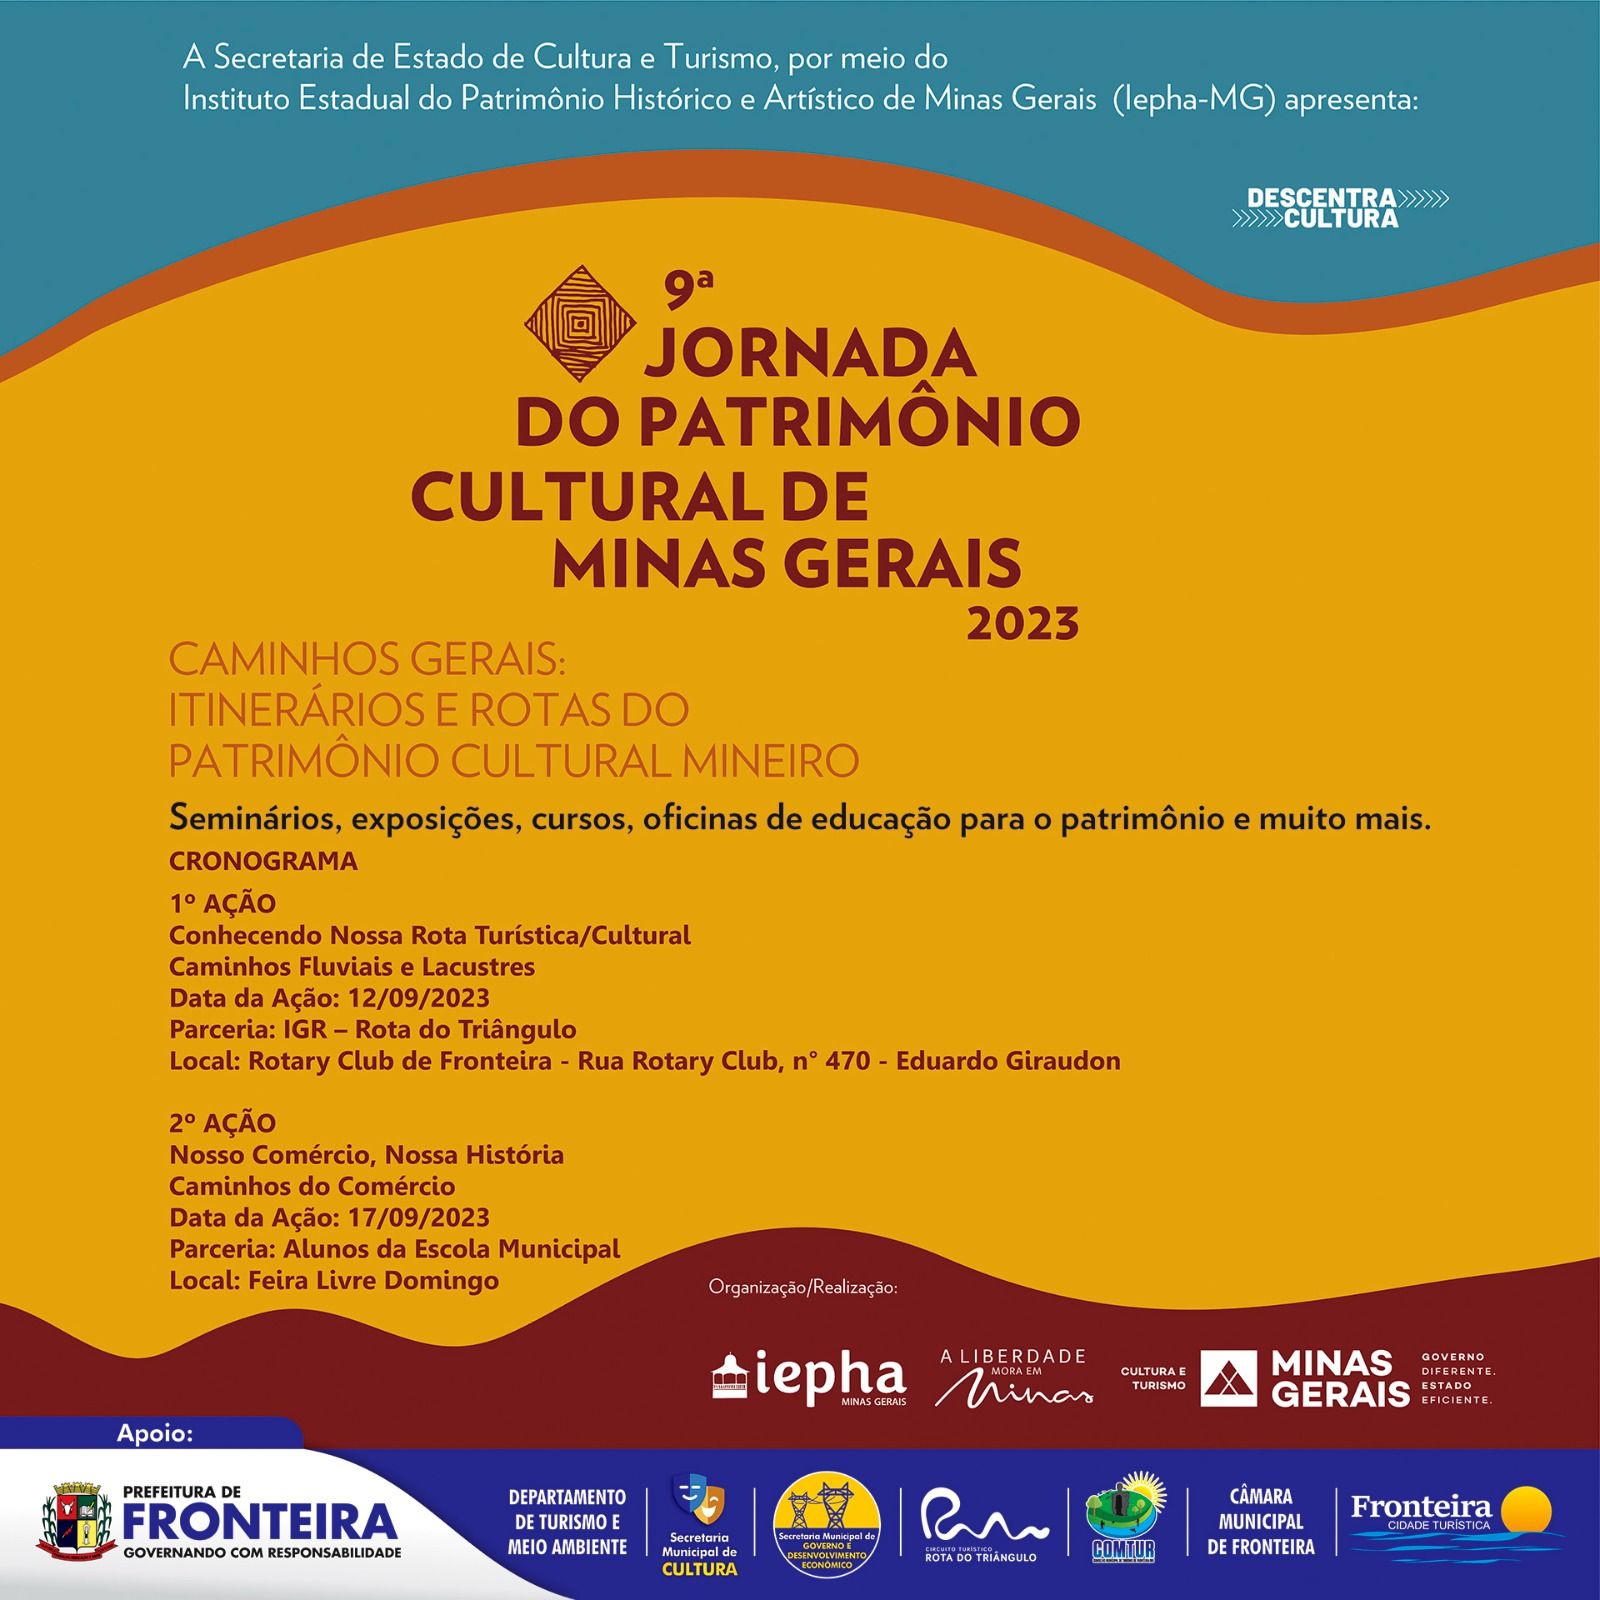 A Secretaria de Estado de Cultura e Turismo, por meio do
Instituto Estadual do Patrimônio Histórico e Artístico de Minas Gerais (Iepha-MG) apresenta:
DESCENTRA
CULTURA
9ª
JORNADA
DO PATRIMÔNIO
CULTURAL DE
MINAS GERAIS
2023
CAMINHOS GERAIS:
ITINERÁRIOS E ROTAS DO
PATRIMÔNIO CULTURAL MINEIRO
Seminários, exposições, cursos, oficinas de educação para o patrimônio e muito mais.
CRONOGRAMA
1º AÇÃO
Conhecendo Nossa Rota Turística/Cultural
Caminhos Fluviais e Lacustres
Data da Ação: 12/09/2023
Parceria: IGR – Rota do Triângulo
Local: Rotary Club de Fronteira - Rua Rotary Club, n° 470 - Eduardo Giraudon
2º AÇÃO
Nosso Comércio, Nossa História
Caminhos do Comércio
Data da Ação: 17/09/2023
Parceria: Alunos da Escola Municipal
Local: Feira Livre Domingo
Organização/Realização:
iepha
MINAS GERAIS
A LIBERDADE
MORA EM
Minas
CULTURA E
TURISMO
MINAS
GERAIS
GOVERNO
DIFERENTE.
ESTADO
EFICIENTE.
Apoio:
PREFEITURA DE
FRONTEIRA
GOVERNANDO COM RESPONSABILIDADE
DEPARTAMENTO
DE TURISMO E
MEIO AMBIENTE
Secretaria
Municipal de
CULTURA
Secretaria Municipal de
GOVERNO E
DESENVOLVIMENTO
ECONÔMICO
CIRCUITO TURÍSTICO
ROTA DO TRIÂNGULO
COMTUR
CÂMARA
MUNICIPAL
DE FRONTEIRA
Fronteira
CIDADE TURÍSTICA